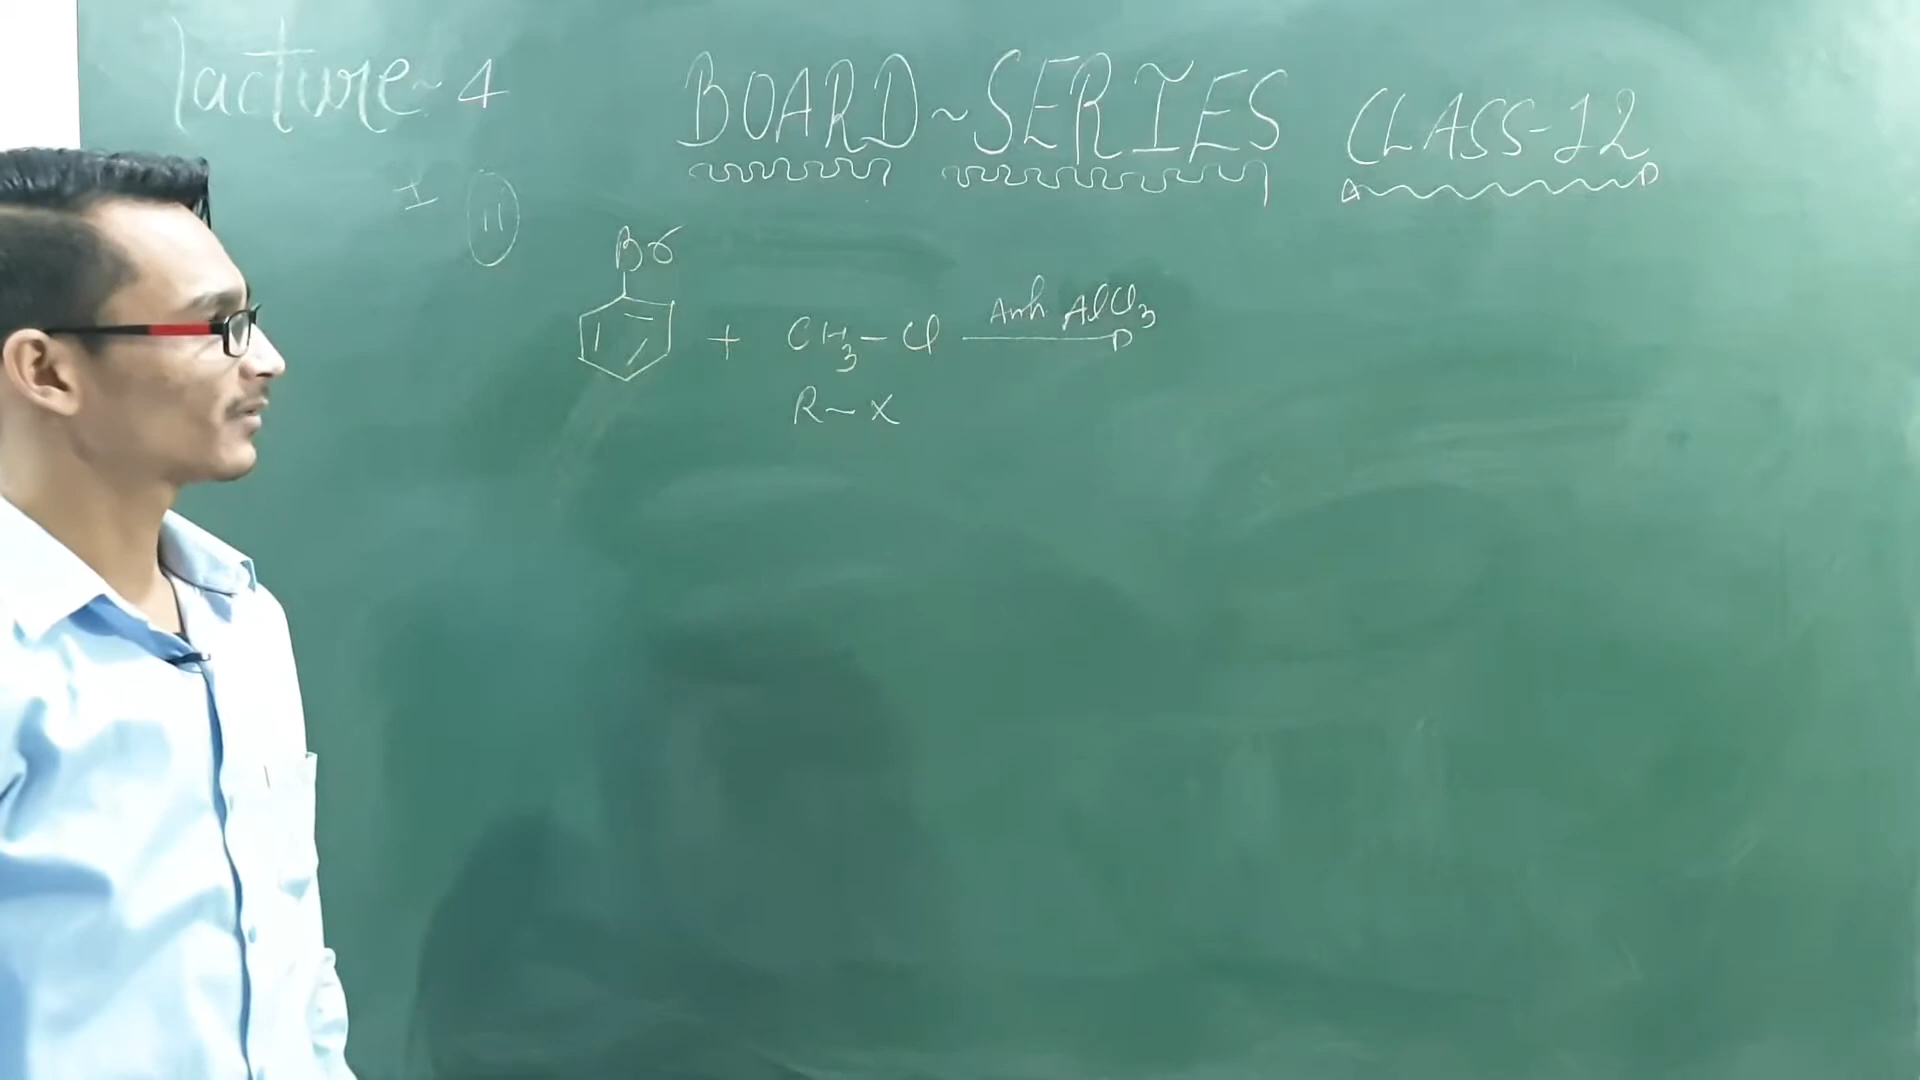 Lacture~4
BOARD~SERIES CLASS-12
I II
Br
+ CH3-Cl Anh. AlCl3
R-X